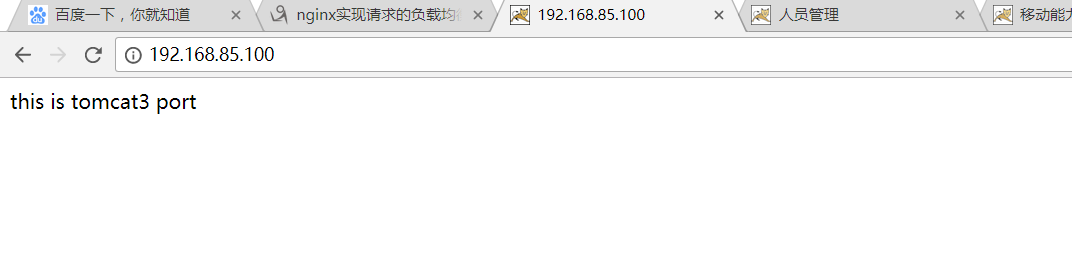 百度一下，你就知道
nginx实现请求的负载均
192.168.85.100
人员管理
移动能
192.168.85.100
this is tomcat3 port